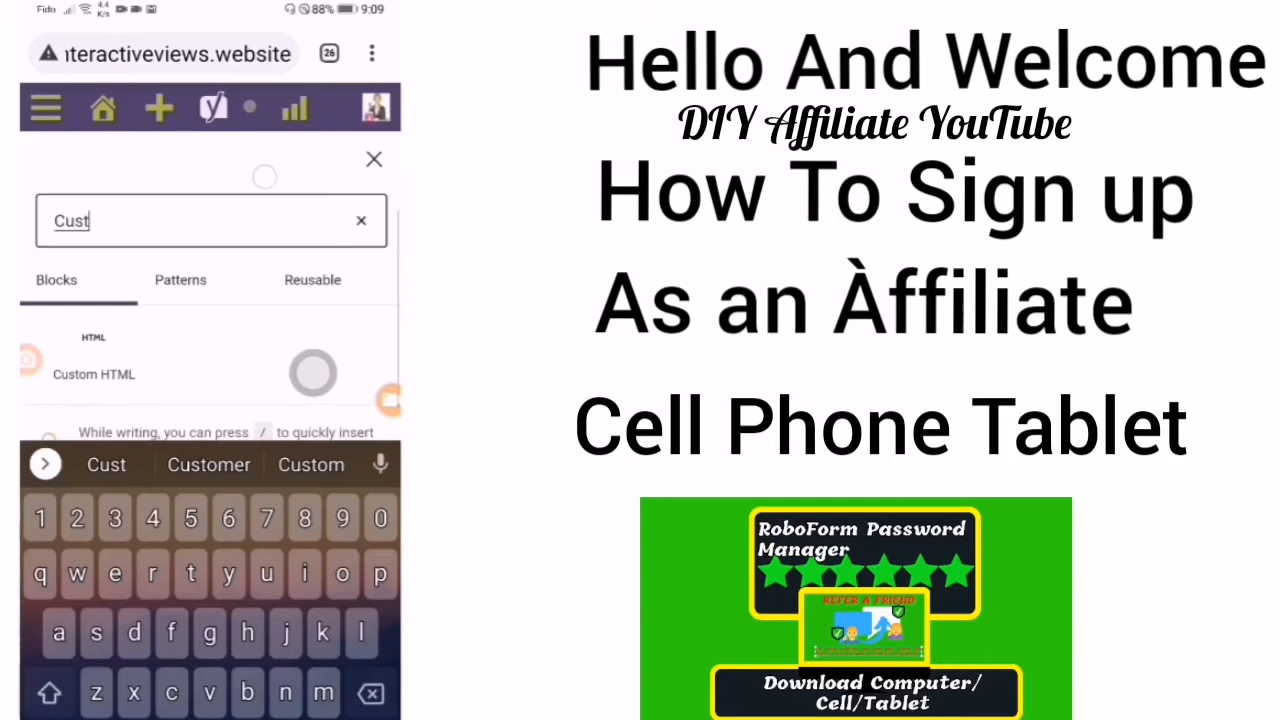 Fido 4.4 K/s 88% 9:09
nteractiveviews.website 26
Cust
Blocks Patterns Reusable
HTML
Custom HTML
While writing, you can press / to quickly insert
Cust Customer Custom
1 2 3 4 5 6 7 8 9 0
q w e r t y u i o p
a s d f g h j k l
z x c v b n m
Hello And Welcome
DIY Affiliate YouTube
How To Sign up
As an Àffiliate
Cell Phone Tablet
RoboForm Password
Manager
REFER A FRIEND
Download Computer/
Cell/Tablet